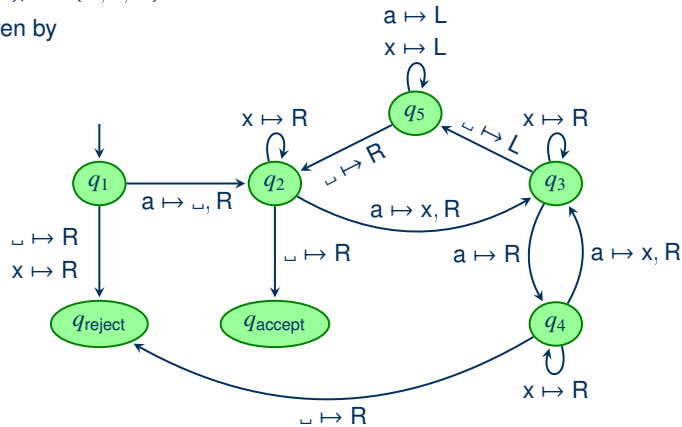 en by
a ↦ L
x ↦ L
x ↦ R
q5
x ↦ R
␣ ↦ R
␣ ↦ L
q1
a ↦ ␣, R
q2
q3
a ↦ x, R
␣ ↦ R
x ↦ R
␣ ↦ R
a ↦ R
a ↦ x, R
qreject
qaccept
q4
x ↦ R
␣ ↦ R